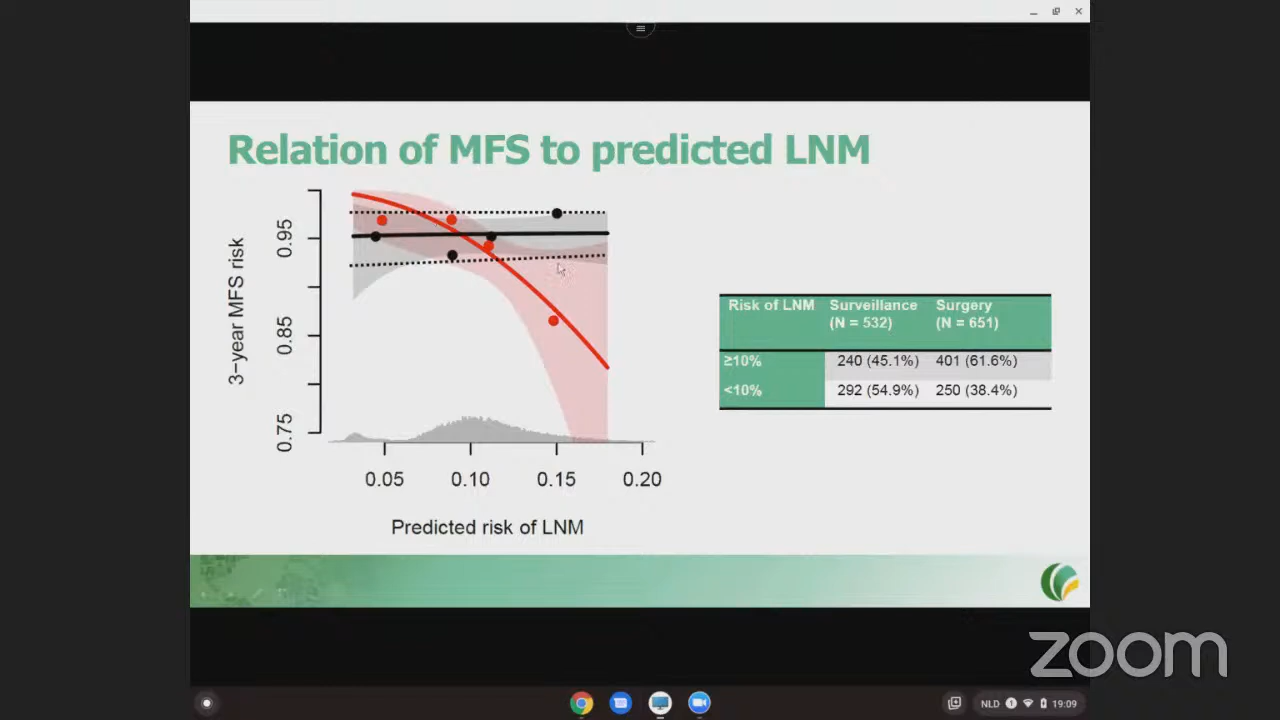 Relation of MFS to predicted LNM
3−year MFS risk
0.95
0.85
0.75
0.05 0.10 0.15 0.20
Predicted risk of LNM
Risk of LNM Surveillance Surgery
(N = 532) (N = 651)
≥10% 240 (45.1%) 401 (61.6%)
<10% 292 (54.9%) 250 (38.4%)
zoom
NLD 1 19:09